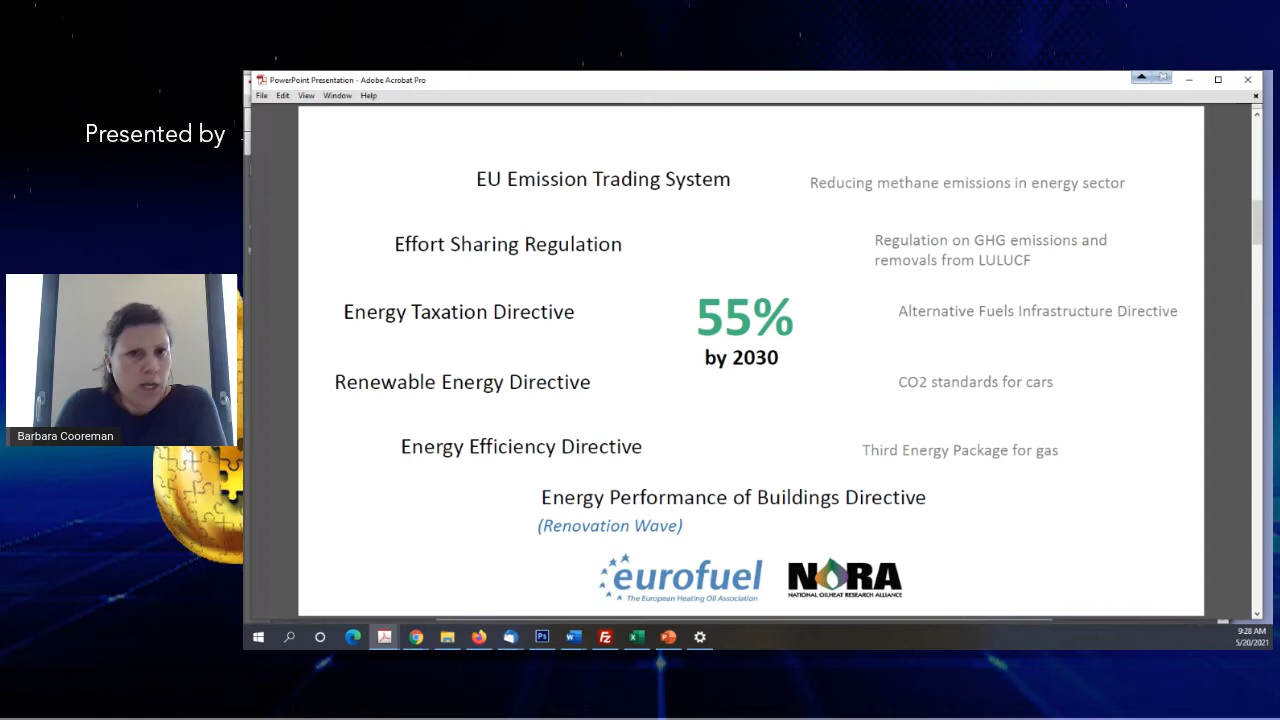 PowerPoint Presentation - Adobe Acrobat Pro
File Edit View Window Help
Presented by
EU Emission Trading System
Reducing methane emissions in energy sector
Effort Sharing Regulation
Regulation on GHG emissions and
removals from LULUCF
Energy Taxation Directive
55%
by 2030
Alternative Fuels Infrastructure Directive
Renewable Energy Directive
CO2 standards for cars
Barbara Cooreman
Energy Efficiency Directive
Third Energy Package for gas
Energy Performance of Buildings Directive
(Renovation Wave)
eurofuel
The European Heating Oil Association
NORA
NATIONAL OILHEAT RESEARCH ALLIANCE
9:28 AM
5/20/2021